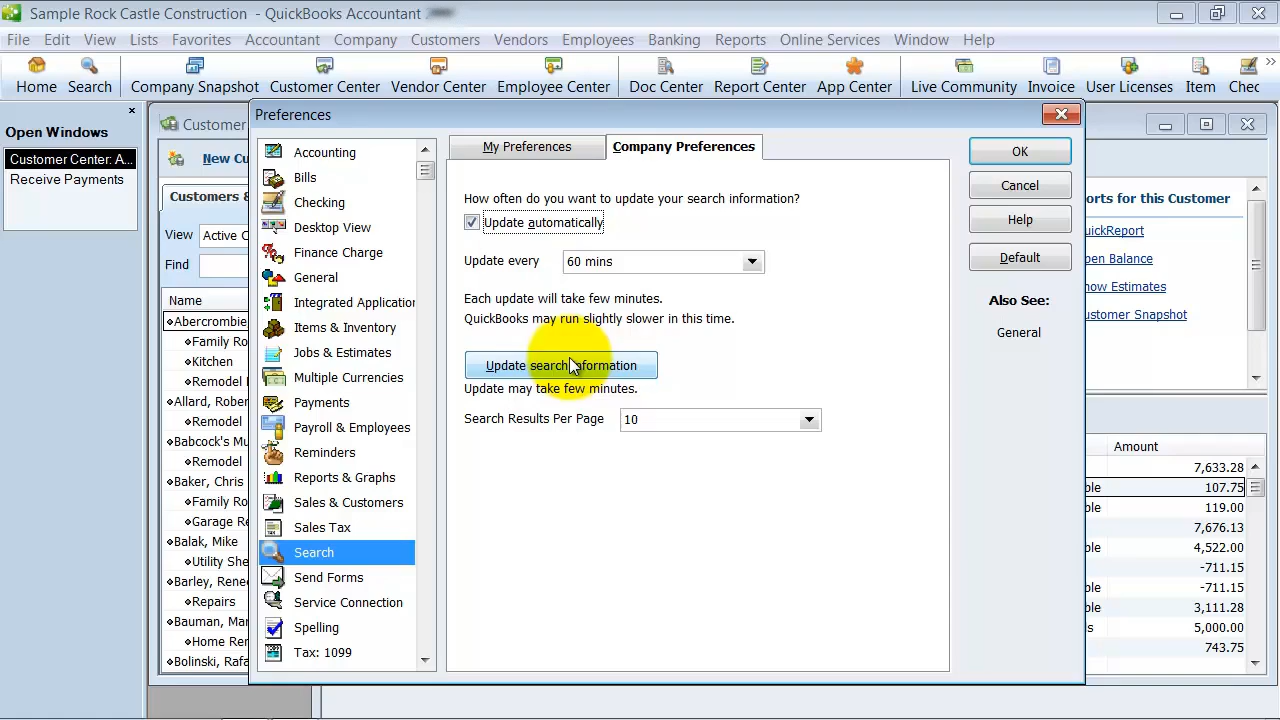 Sample Rock Castle Construction - QuickBooks Accountant
File Edit View Lists Favorites Accountant Company Customers Vendors Employees Banking Reports Online Services Window Help
Home Search Company Snapshot Customer Center Vendor Center Employee Center Doc Center Report Center App Center Live Community Invoice User Licenses Item Chec
Open Windows
Customer Center: A...
Receive Payments
Customer
New Cu
Customers &
View Active C
Find
Name
Abercrombie
Family Ro
Kitchen
Remodel
Allard, Rober
Remodel
Babcock's Mu
Remodel
Baker, Chris
Family Ro
Garage Re
Balak, Mike
Utility She
Barley, Renee
Repairs
Bauman, Mar
Home Ren
Bolinski, Rafa
Preferences
Accounting
Bills
Checking
Desktop View
Finance Charge
General
Integrated Application
Items & Inventory
Jobs & Estimates
Multiple Currencies
Payments
Payroll & Employees
Reminders
Reports & Graphs
Sales & Customers
Sales Tax
Search
Send Forms
Service Connection
Spelling
Tax: 1099
My Preferences Company Preferences
How often do you want to update your search information?
Update automatically
Update every 60 mins
Each update will take few minutes.
QuickBooks may run slightly slower in this time.
Update search information
Update may take few minutes.
Search Results Per Page 10
OK
Cancel
Help
Default
Also See:
General
orts for this Customer
uickReport
pen Balance
how Estimates
ustomer Snapshot
Amount
7,633.28
ble 107.75
119.00
7,676.13
ble 4,522.00
-711.15
ble -711.15
ble 3,111.28
s 5,000.00
743.75